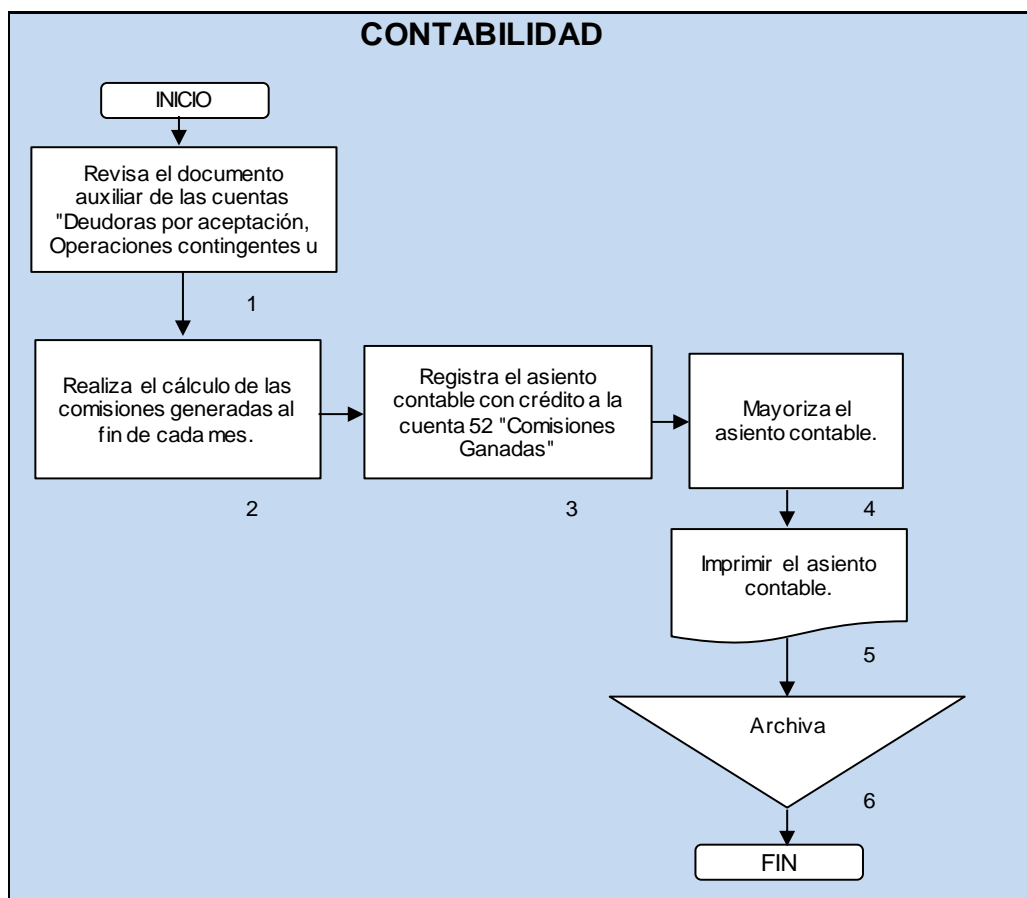 CONTABILIDAD
INICIO
Revisa el documento
auxiliar de las cuentas
"Deudoras por aceptación,
Operaciones contingentes u
1
Realiza el cálculo de las
comisiones generadas al
fin de cada mes.
2
Registra el asiento
contable con crédito a la
cuenta 52 "Comisiones
Ganadas"
3
Mayoriza el
asiento contable.
4
Imprimir el asiento
contable.
5
Archiva
6
FIN